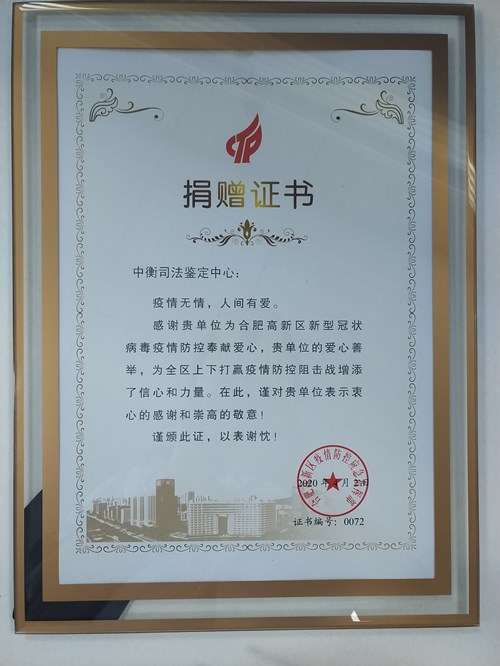 捐赠证书
中衡司法鉴定中心：
疫情无情，人间有爱。
感谢贵单位为合肥高新区新型冠状
病毒疫情防控奉献爱心，贵单位的爱心善
举，为全区上下打赢疫情防控阻击战增添
了信心和力量。在此，谨对贵单位表示衷
心的感谢和崇高的敬意！
谨颁此证，以表谢忱！
2020 年
证书编号：0072